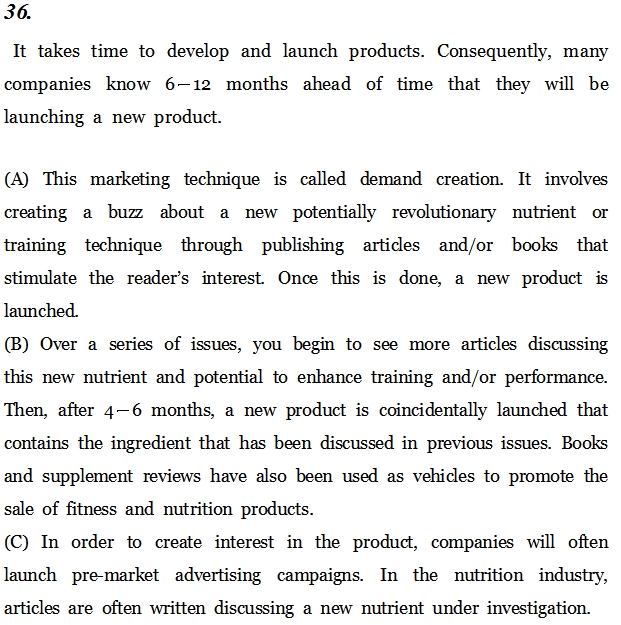 36.
It takes time to develop and launch products. Consequently, many
companies know 6－12 months ahead of time that they will be
launching a new product.
(A) This marketing technique is called demand creation. It involves
creating a buzz about a new potentially revolutionary nutrient or
training technique through publishing articles and/or books that
stimulate the reader's interest. Once this is done, a new product is
launched.
(B) Over a series of issues, you begin to see more articles discussing
this new nutrient and potential to enhance training and/or performance.
Then, after 4－6 months, a new product is coincidentally launched that
contains the ingredient that has been discussed in previous issues. Books
and supplement reviews have also been used as vehicles to promote the
sale of fitness and nutrition products.
(C) In order to create interest in the product, companies will often
launch pre-market advertising campaigns. In the nutrition industry,
articles are often written discussing a new nutrient under investigation.